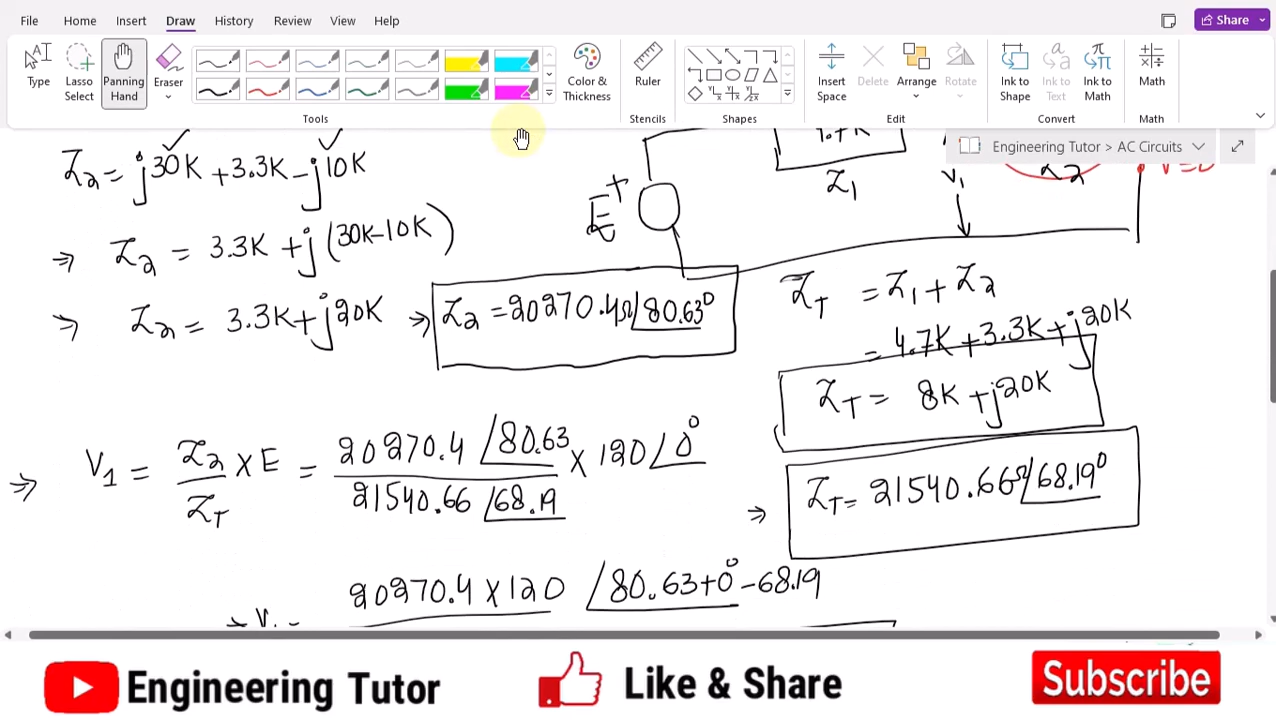 File Home Insert Draw History Review View Help
Share
Type
Lasso Select
Panning Hand
Eraser
Color & Thickness
Ruler
Insert Space
Delete
Arrange
Rotate
Ink to Shape
Ink to Text
Ink to Math
Math
Tools
Stencils
Shapes
Edit
Convert
Math
Engineering Tutor > AC Circuits
Z2 = j30K + 3.3K - j10K
⇒ Z2 = 3.3K + j(30K-10K)
⇒ Z2 = 3.3K + j20K ⇒ Z2 = 20270.4Ω∠80.63°
E +
Z1
V1
Z2
ZT = Z1 + Z2
= 4.7K + 3.3K + j20K
ZT = 8K + j20K
⇒ V1 = Z2/ZT × E = 20270.4 ∠80.63 / 21540.66 ∠68.19 × 120∠0°
⇒ ZT = 21540.66Ω∠68.19°
20270.4 × 120 ∠80.63+0°-68.19
Engineering Tutor
Like & Share
Subscribe